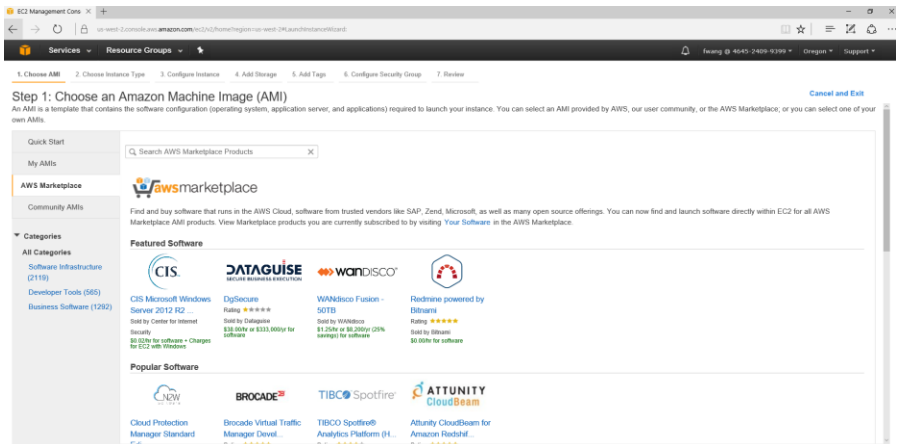 EC2 Management Cons
us-west-2.console.aws.amazon.com/ec2/v2/home?region=us-west-2#LaunchInstanceWizard:
Services Resource Groups fwang @ 4645-2409-9399 Oregon Support
1. Choose AMI 2. Choose Instance Type 3. Configure Instance 4. Add Storage 5. Add Tags 6. Configure Security Group 7. Review
Step 1: Choose an Amazon Machine Image (AMI) Cancel and Exit
An AMI is a template that contains the software configuration (operating system, application server, and applications) required to launch your instance. You can select an AMI provided by AWS, our user community, or the AWS Marketplace; or you can select one of your
own AMIs.
Quick Start
My AMIs
AWS Marketplace
Community AMIs
Categories
All Categories
Software Infrastructure
(2119)
Developer Tools (565)
Business Software (1292)
Search AWS Marketplace Products
awsmarketplace
Find and buy software that runs in the AWS Cloud, software from trusted vendors like SAP, Zend, Microsoft, as well as many open source offerings. You can now find and launch software directly within EC2 for all AWS
Marketplace AMI products. View Marketplace products you are currently subscribed to by visiting Your Software in the AWS Marketplace.
Featured Software
CIS.
CIS Microsoft Windows
Server 2012 R2 ...
Sold by Center for Internet
Security
$0.02/hr for software + Charges
for EC2 with Windows
DATAGUISE
SECURE BUSINESS EXECUTION
DgSecure
Rating
Sold by Dataguise
$38.00/hr or $333,000/yr for
software
WANDISCO
WANdisco Fusion -
50TB
Sold by WANdisco
$1.25/hr or $8,200/yr (25%
savings) for software
Redmine powered by
Bitnami
Rating
Sold by Bitnami
$0.00/hr for software
Popular Software
N2W
Cloud Protection
Manager Standard
BROCADE
Brocade Virtual Traffic
Manager Devel...
TIBCO Spotfire
TIBCO Spotfire®
Analytics Platform (H...
ATTUNITY
CloudBeam
Attunity CloudBeam for
Amazon Redshif...